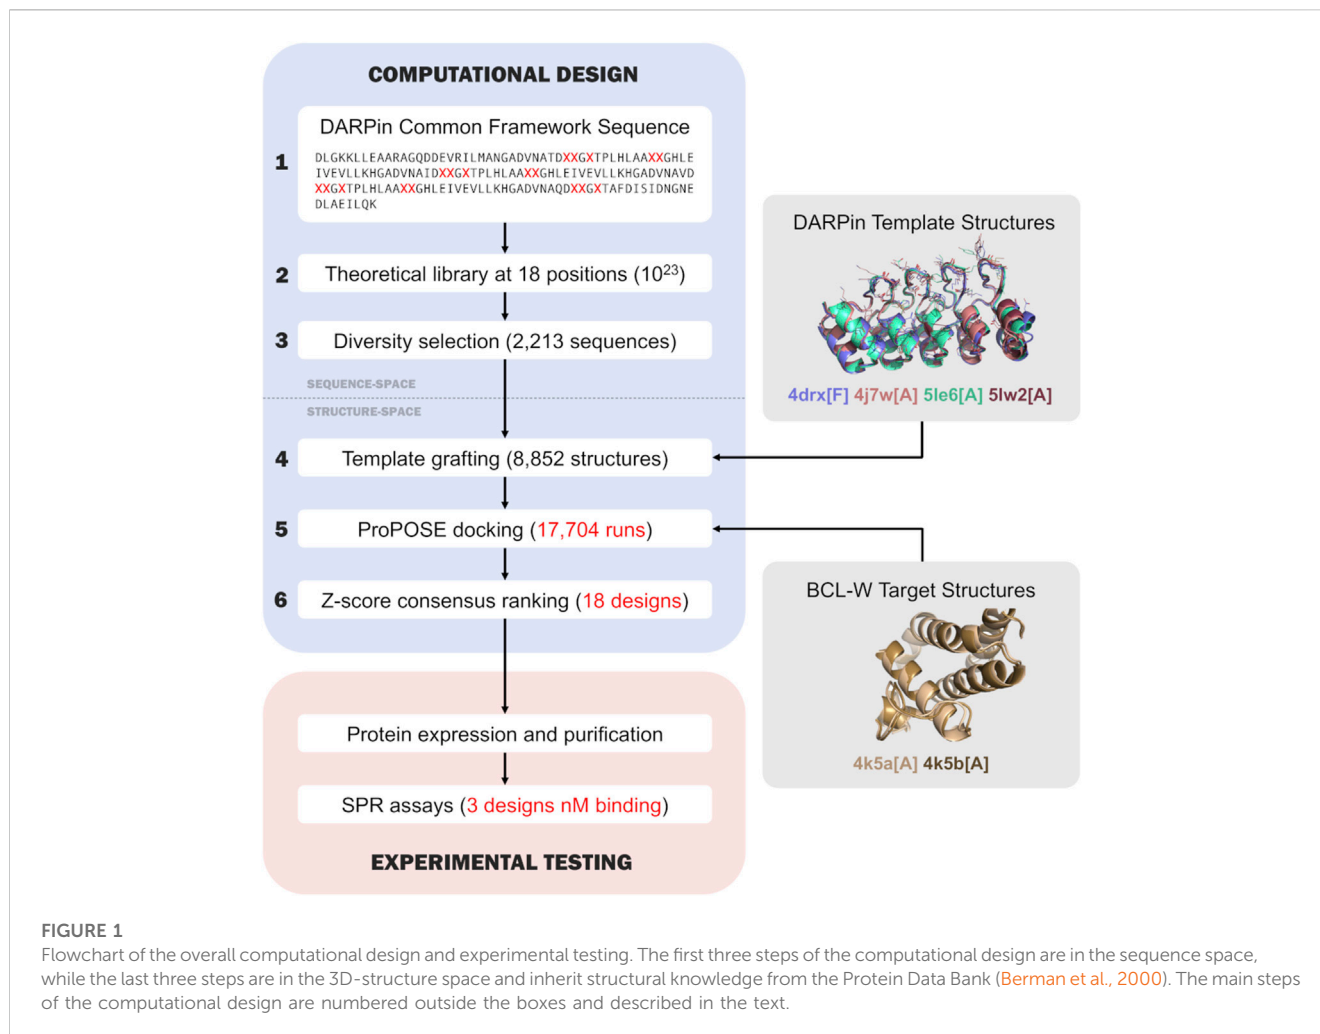 COMPUTATIONAL DESIGN
DARPin Common Framework Sequence
1
DLGKKLLEAARAGQDDEVRILMANGADVNATDXXGXTPLHLAAXXGHLE
IVEVLLKHGADVNAIDXXGXTPLHLAAXXGHLEIVEVLLKHGADVNAVD
XXGXTPLHLAAXXGHLEIVEVLLKHGADVNAQDXXGXTAFDISIDNGNE
DLAEILQK
2
Theoretical library at 18 positions (10²³)
3
Diversity selection (2,213 sequences)
SEQUENCE-SPACE
STRUCTURE-SPACE
4
Template grafting (8,852 structures)
5
ProPOSE docking (17,704 runs)
6
Z-score consensus ranking (18 designs)
DARPin Template Structures
4drx[F] 4j7w[A] 5le6[A] 5lw2[A]
BCL-W Target Structures
4k5a[A] 4k5b[A]
Protein expression and purification
SPR assays (3 designs nM binding)
EXPERIMENTAL TESTING
FIGURE 1
Flowchart of the overall computational design and experimental testing. The first three steps of the computational design are in the sequence space,
while the last three steps are in the 3D-structure space and inherit structural knowledge from the Protein Data Bank (Berman et al., 2000). The main steps
of the computational design are numbered outside the boxes and described in the text.